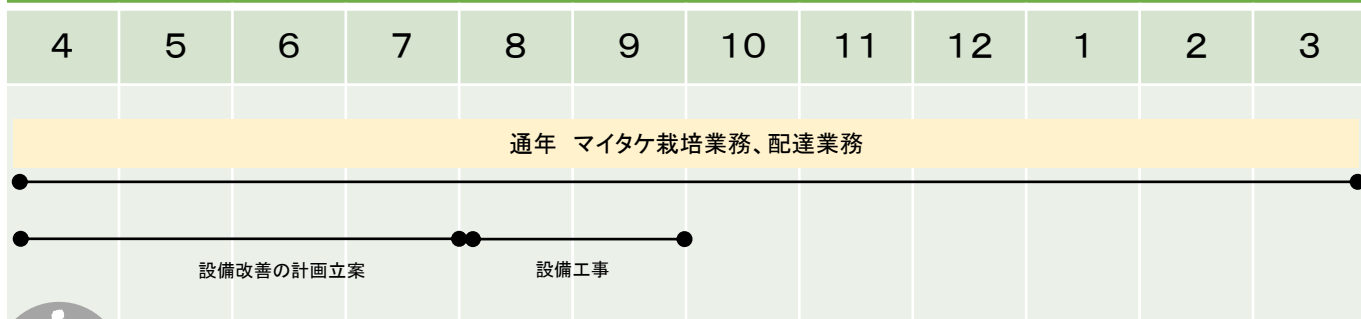 4 5 6 7 8 9 10 11 12 1 2 3
通年 マイタケ栽培業務、配達業務
設備改善の計画立案 設備工事